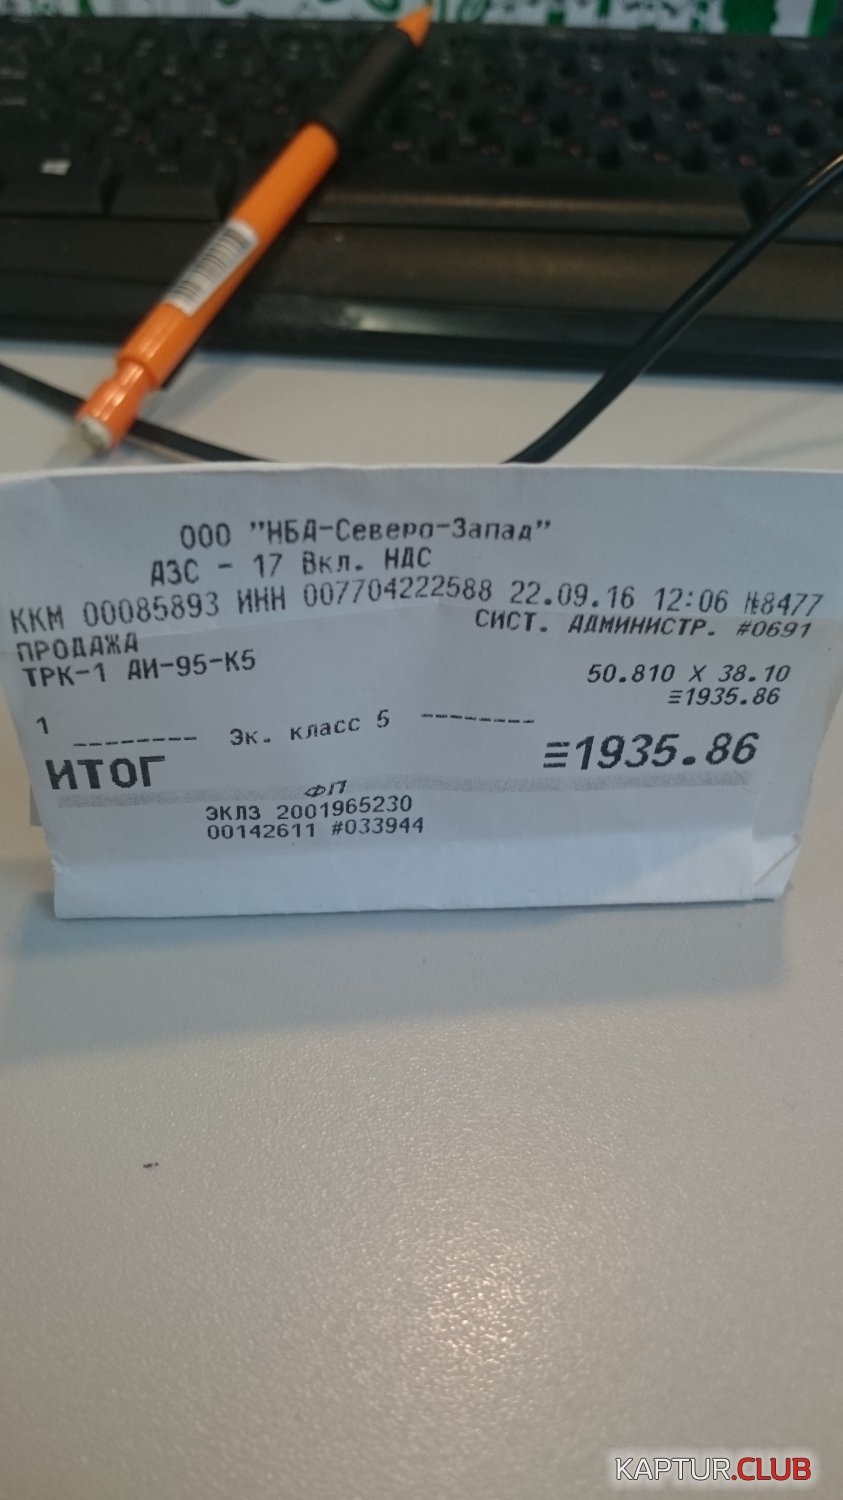 ООО "НБА-Северо-Запад"
АЗС - 17 Вкл. НДС
ККМ 00085893 ИНН 007704222588 22.09.16 12:06 №8477
СИСТ. АДМИНИСТР. #0691
ПРОДАЖА
ТРК-1 АИ-95-К5
50.810 X 38.10
≡1935.86
1 -------- Эк. класс 5 --------
ИТОГ ≡1935.86
ФП
ЭКЛЗ 2001965230
00142611 #033944
KAPTUR.CLUB